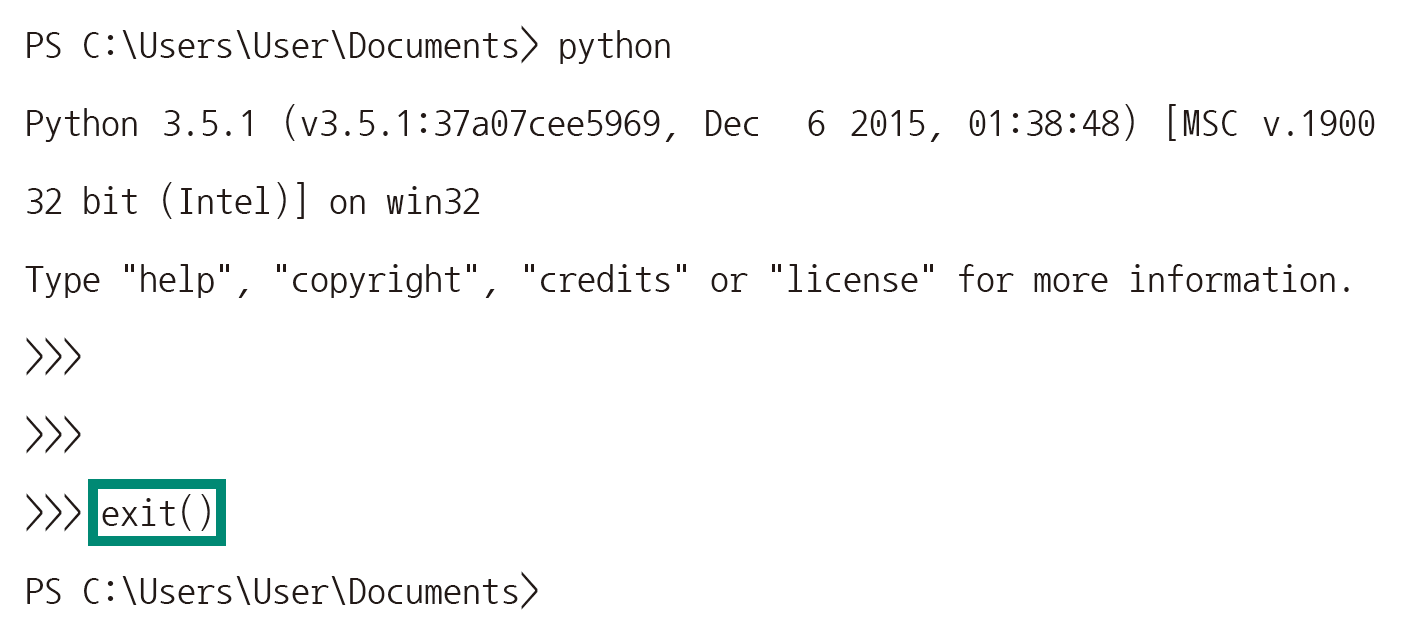 PS C:\Users\User\Documents> python
Python 3.5.1 (v3.5.1:37a07cee5969, Dec  6 2015, 01:38:48) [MSC v.1900
32 bit (Intel)] on win32
Type "help", "copyright", "credits" or "license" for more information.
>>>
>>>
>>> exit()
PS C:\Users\User\Documents>